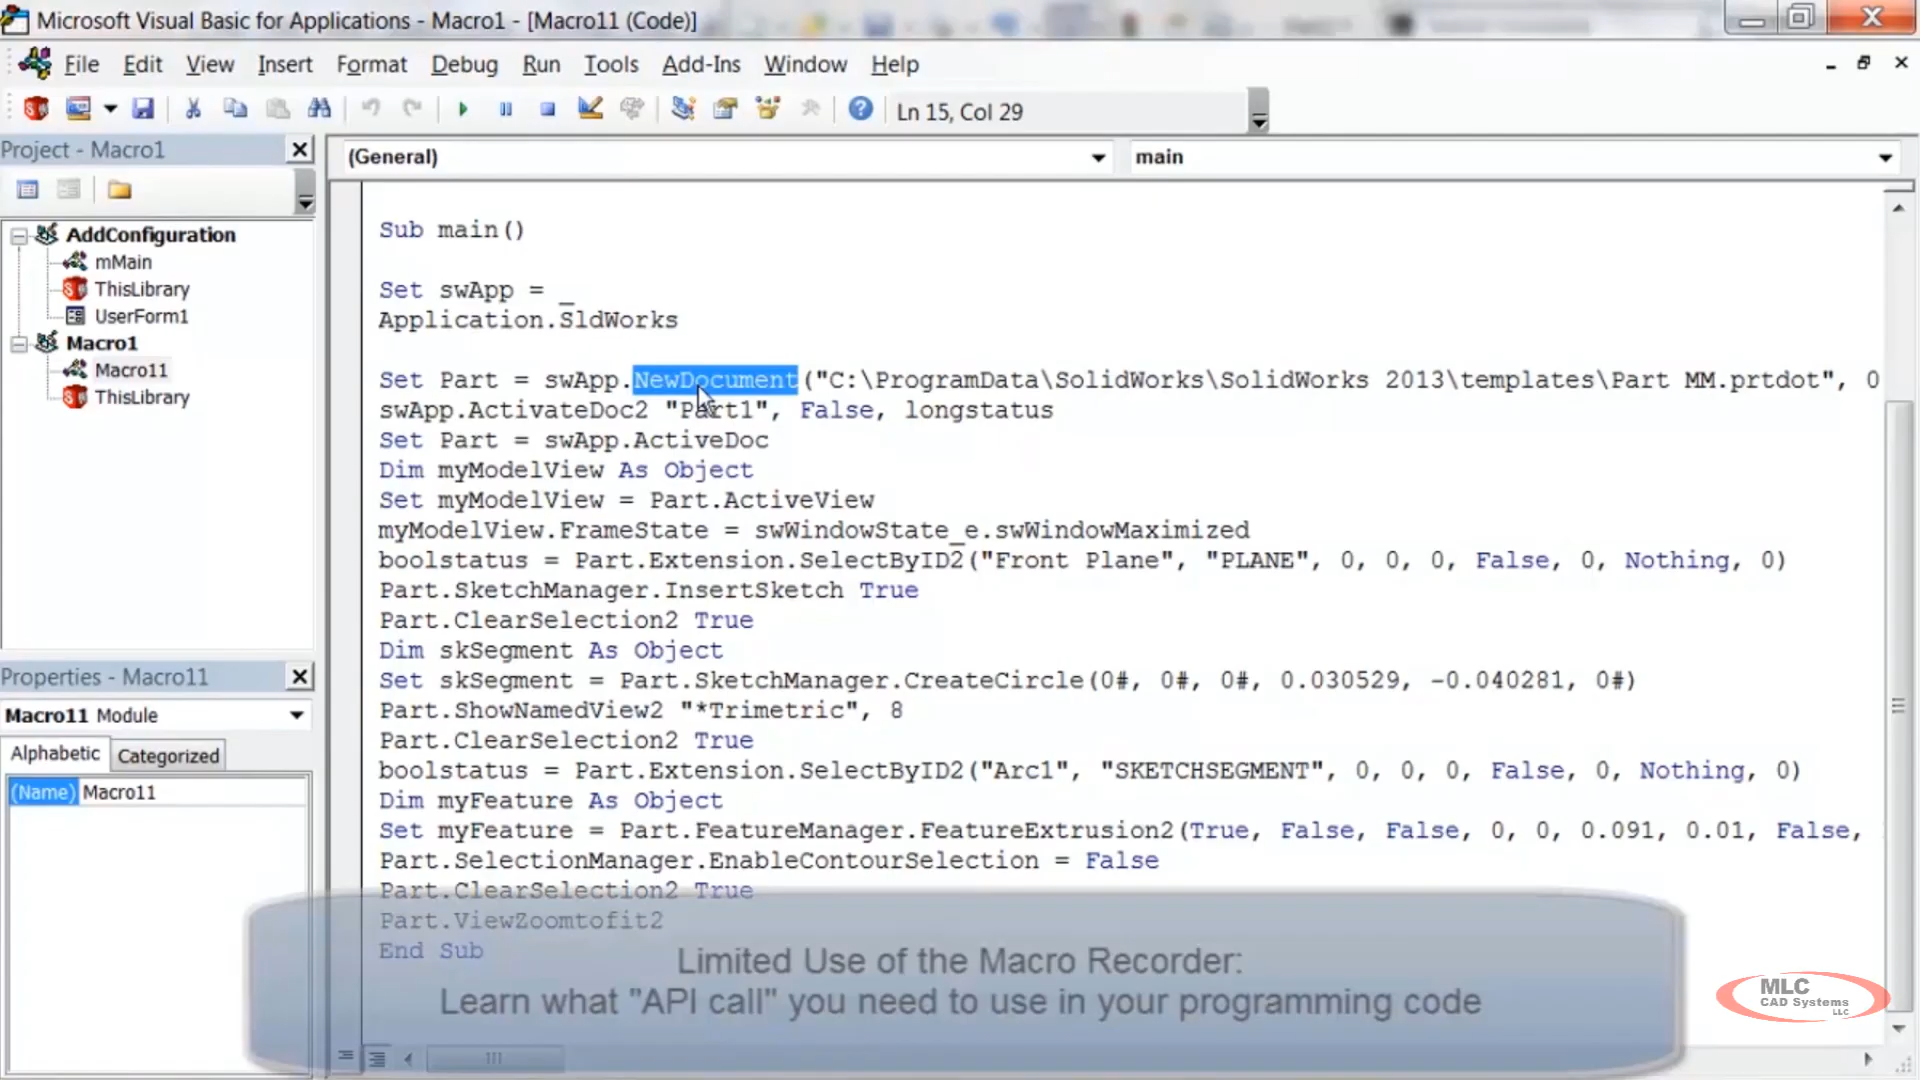 Microsoft Visual Basic for Applications - Macro1 - [Macro11 (Code)]
File Edit View Insert Format Debug Run Tools Add-Ins Window Help
Ln 15, Col 29
Project - Macro1
(General)
main
AddConfiguration
mMain
ThisLibrary
UserForm1
Macro1
Macro11
ThisLibrary
Properties - Macro11
Macro11 Module
Alphabetic Categorized
(Name) Macro11
Sub main()
Set swApp = _
Application.SldWorks
Set Part = swApp.NewDocument("C:\ProgramData\SolidWorks\SolidWorks 2013\templates\Part MM.prtdot", 0
swApp.ActivateDoc2 "Part1", False, longstatus
Set Part = swApp.ActiveDoc
Dim myModelView As Object
Set myModelView = Part.ActiveView
myModelView.FrameState = swWindowState_e.swWindowMaximized
boolstatus = Part.Extension.SelectByID2("Front Plane", "PLANE", 0, 0, 0, False, 0, Nothing, 0)
Part.SketchManager.InsertSketch True
Part.ClearSelection2 True
Dim skSegment As Object
Set skSegment = Part.SketchManager.CreateCircle(0#, 0#, 0#, 0.030529, -0.040281, 0#)
Part.ShowNamedView2 "*Trimetric", 8
Part.ClearSelection2 True
boolstatus = Part.Extension.SelectByID2("Arc1", "SKETCHSEGMENT", 0, 0, 0, False, 0, Nothing, 0)
Dim myFeature As Object
Set myFeature = Part.FeatureManager.FeatureExtrusion2(True, False, False, 0, 0, 0.091, 0.01, False,
Part.SelectionManager.EnableContourSelection = False
Part.ClearSelection2 True
Part.ViewZoomtofit2
End Sub
Limited Use of the Macro Recorder:
Learn what "API call" you need to use in your programming code
MLC
CAD Systems
LLC